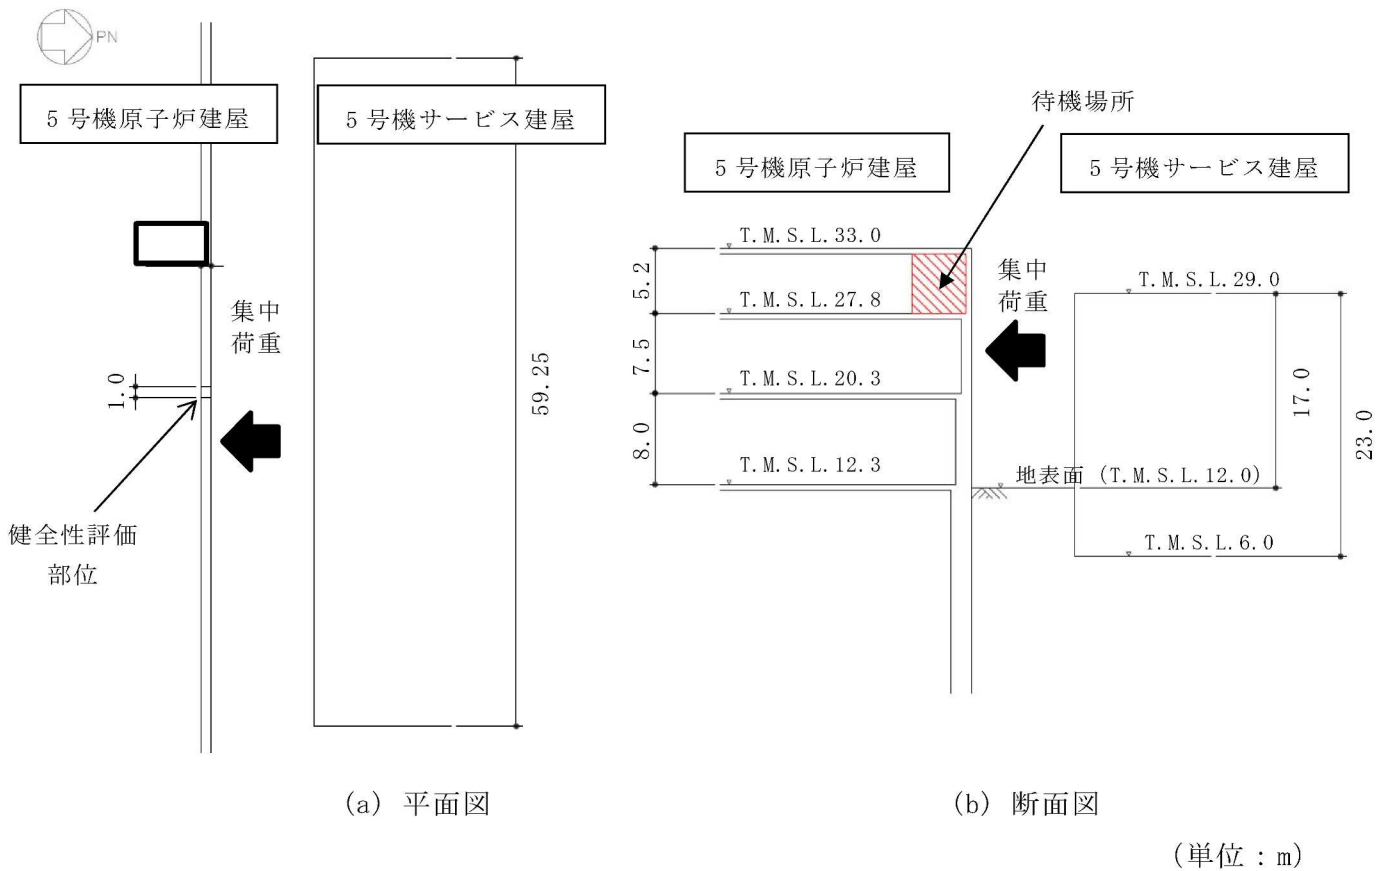 PN
5号機原子炉建屋
5号機サービス建屋
集中
荷重
1.0
59.25
健全性評価
部位
(a) 平面図
待機場所
5号機原子炉建屋
5号機サービス建屋
T.M.S.L.33.0
5.2
集中
荷重
T.M.S.L.29.0
T.M.S.L.27.8
7.5
T.M.S.L.20.3
17.0
8.0
23.0
T.M.S.L.12.3
地表面 (T.M.S.L.12.0)
T.M.S.L.6.0
(b) 断面図
(単位:m)